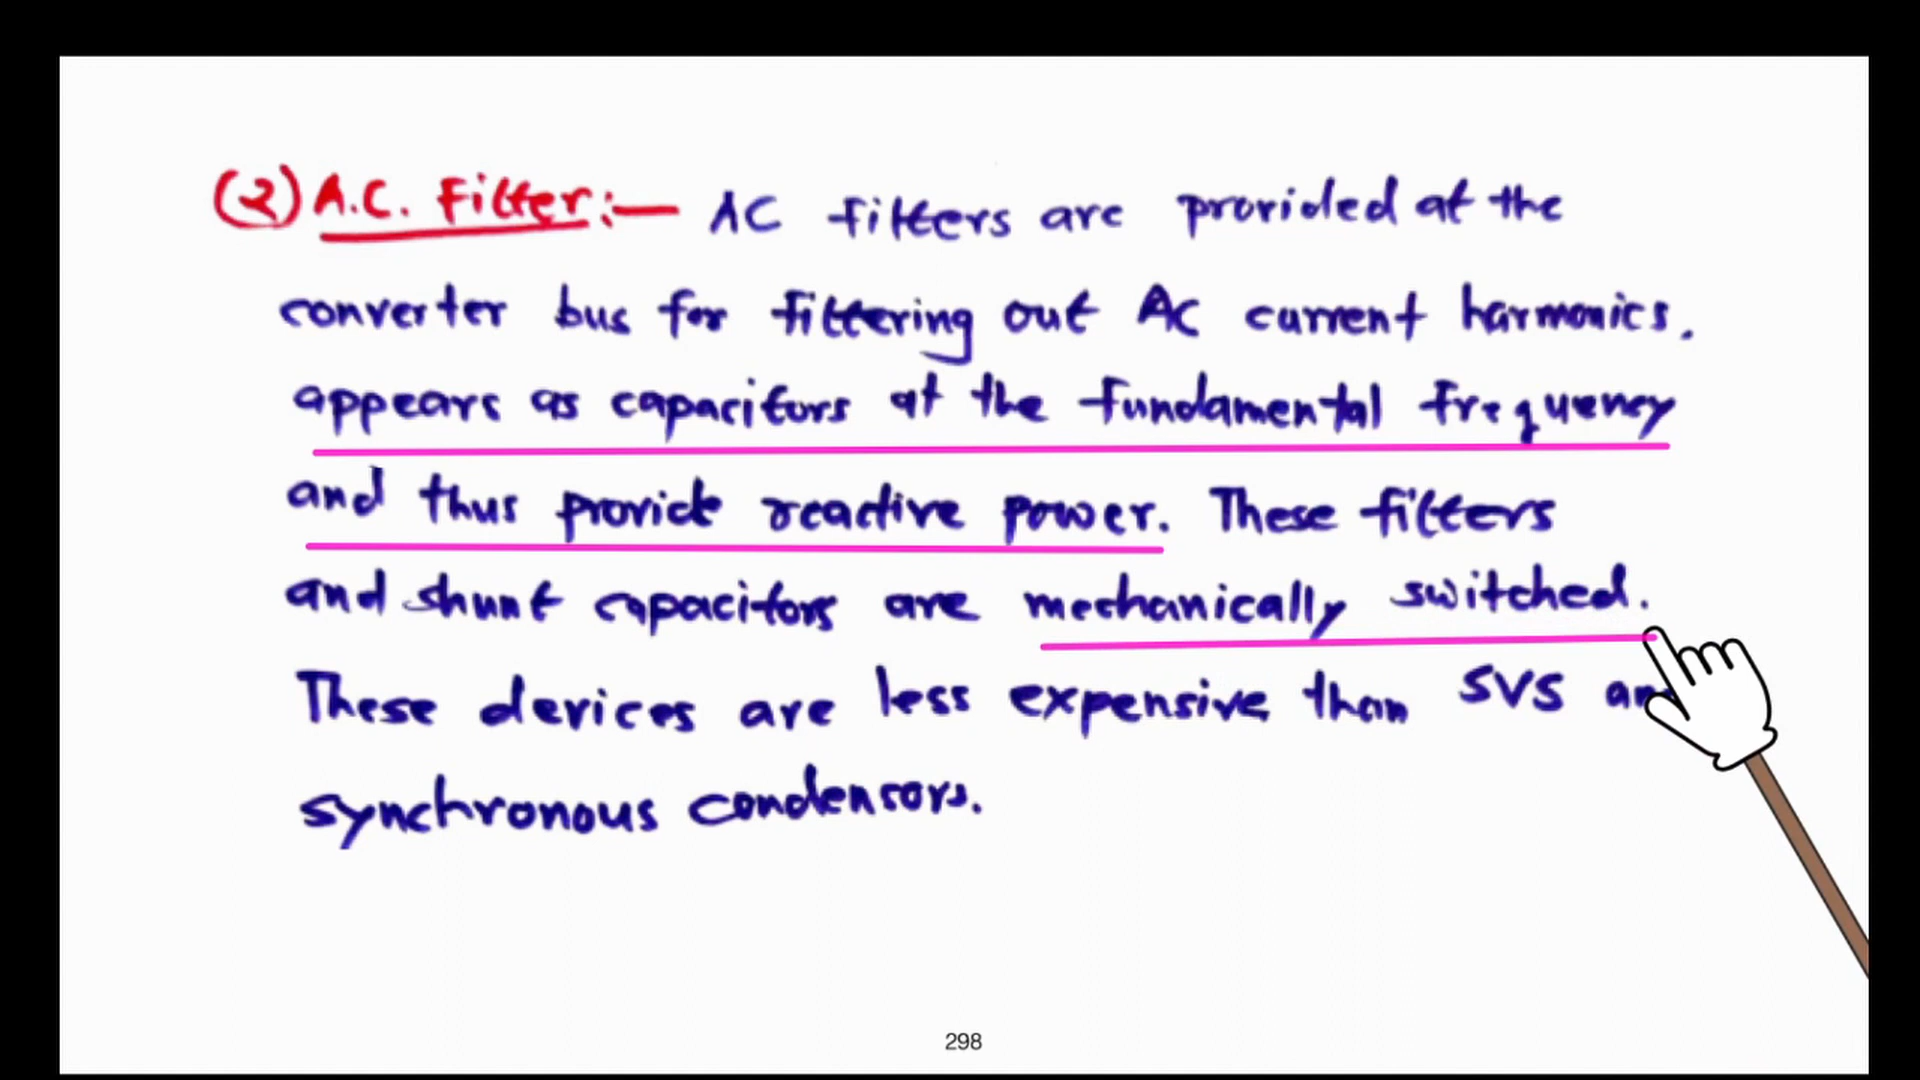 (2) A.C. Filter:— AC filters are provided at the
converter bus for filtering out AC current harmonics.
appears as capacitors at the fundamental frequency
and thus provide reactive power. These filters
and shunt capacitors are mechanically switched.
These devices are less expensive than SVS
synchronous condensors.
298